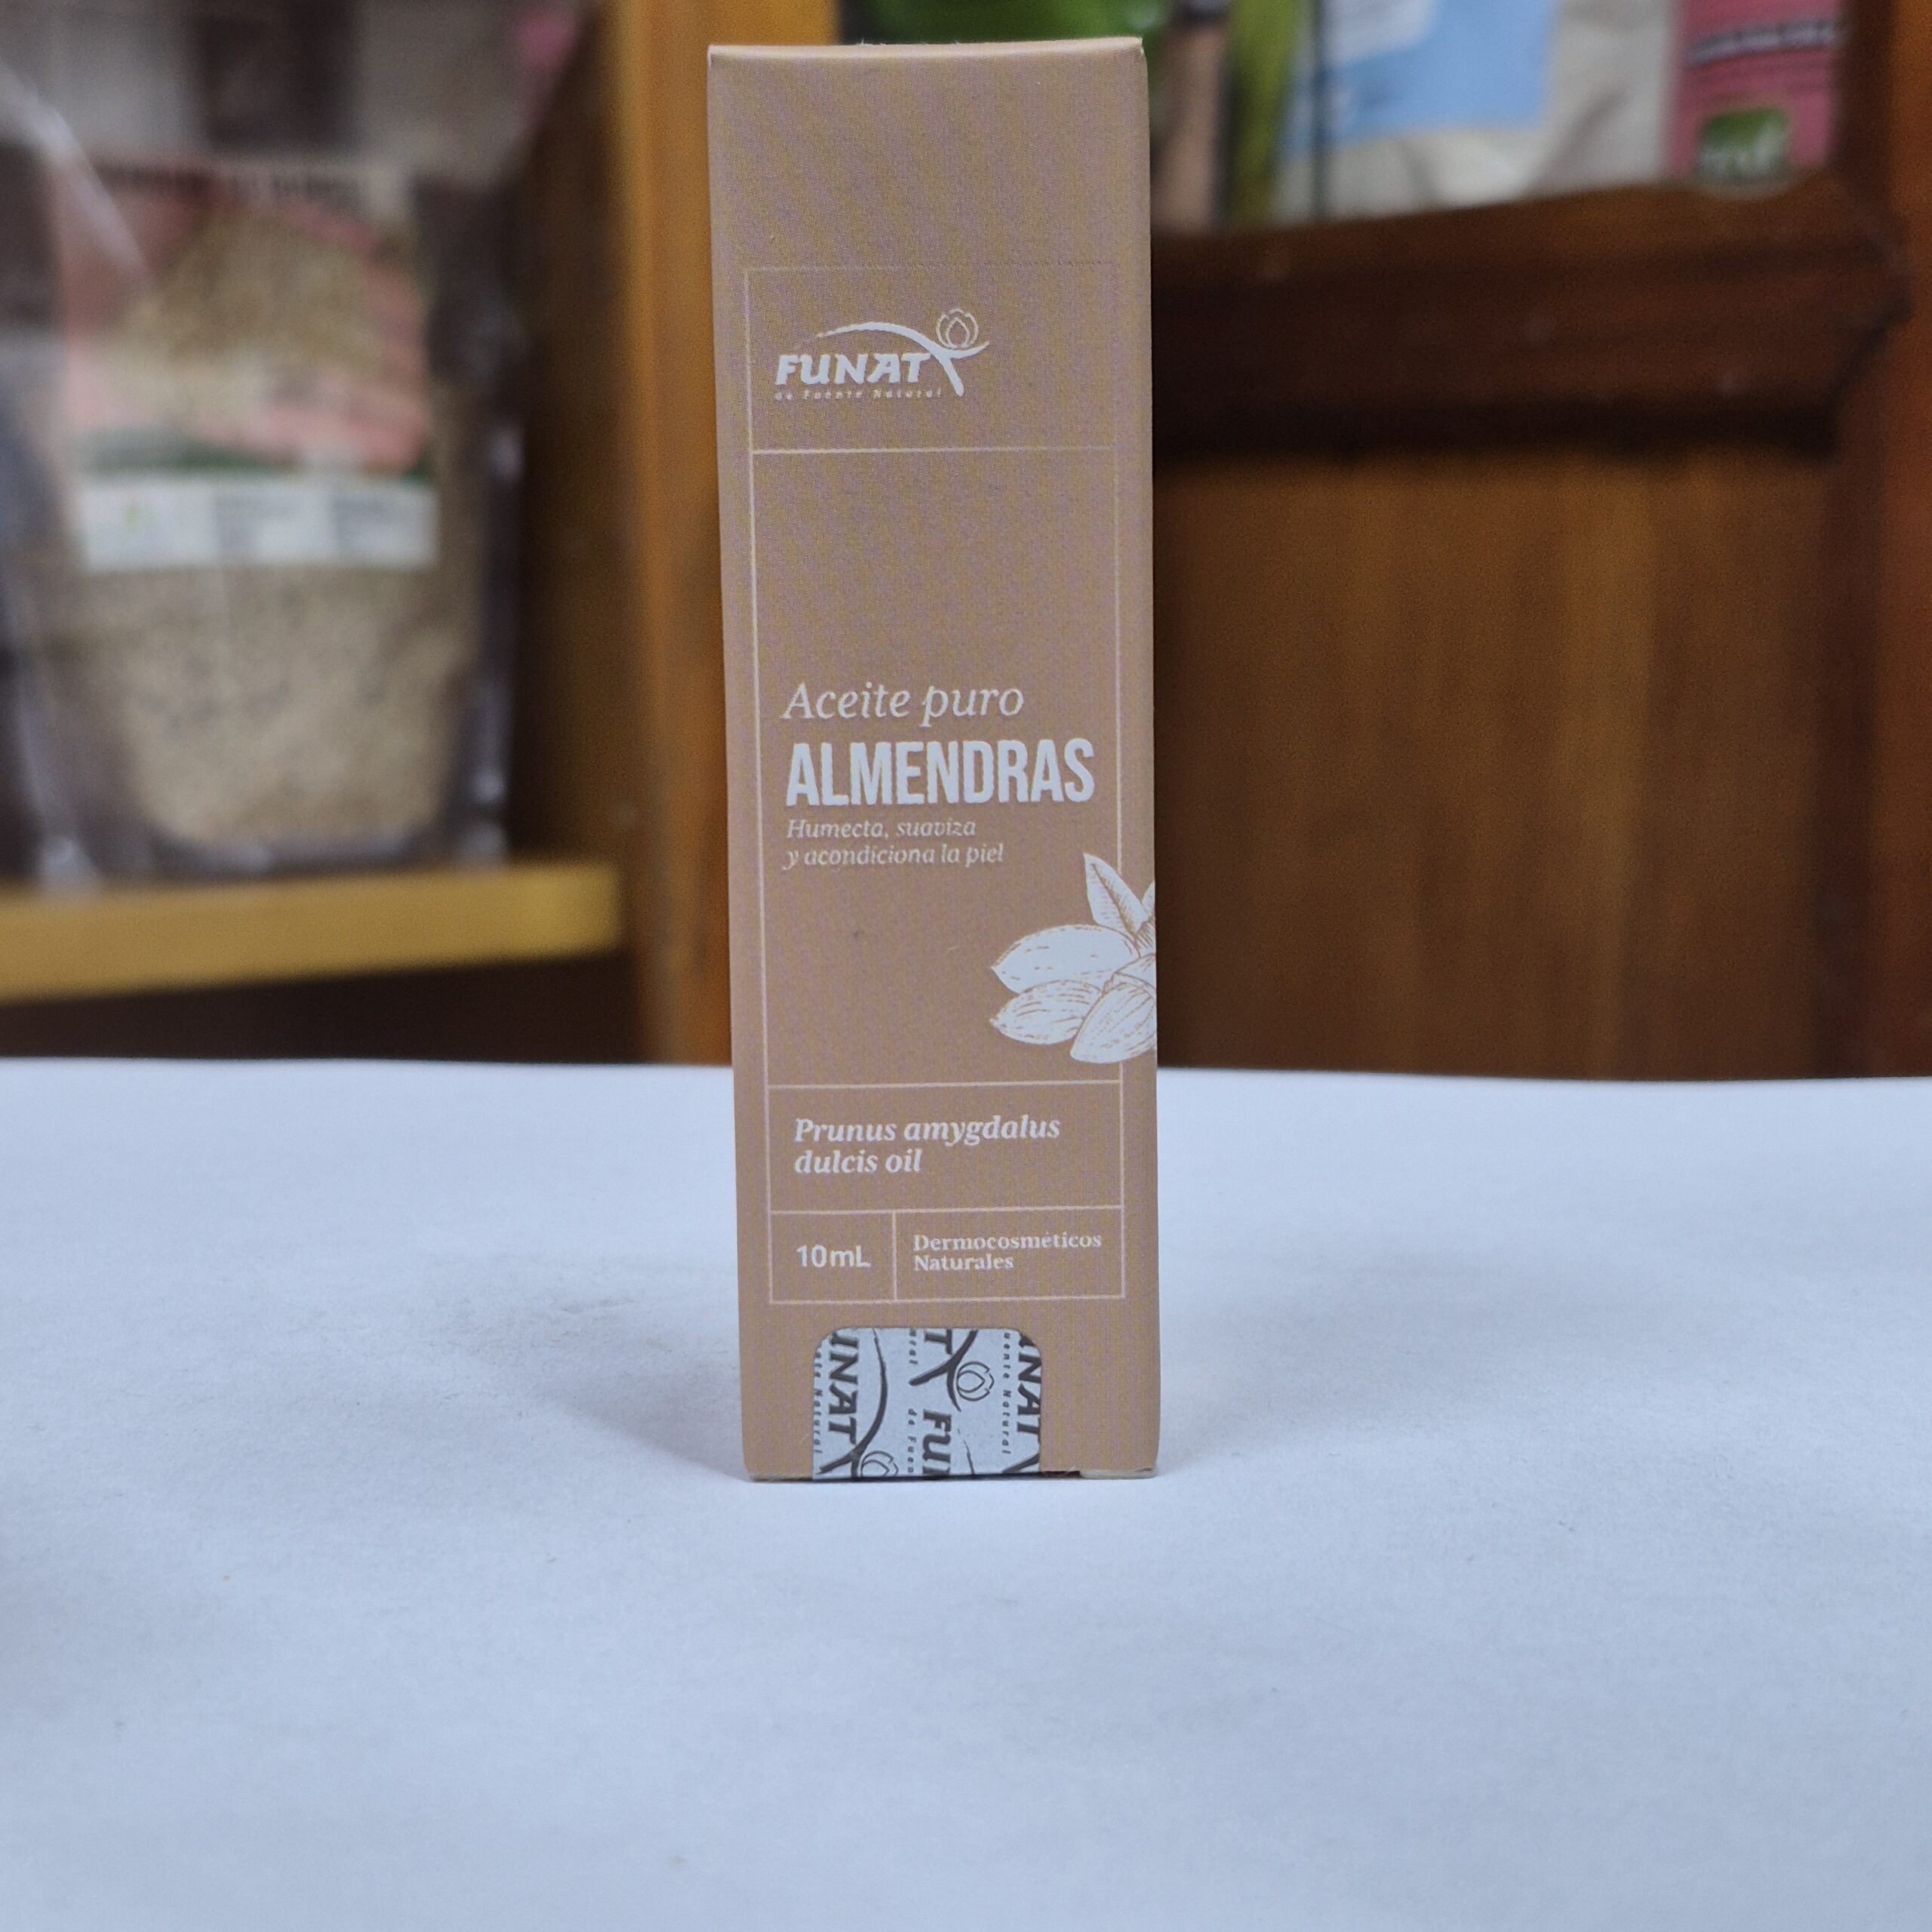 FUNAT
de Fuente Natural
Aceite puro
ALMENDRAS
Humecta, suaviza
y acondiciona la piel
Prunus amygdalus
dulcis oil
10mL
Dermocosméticos
Naturales